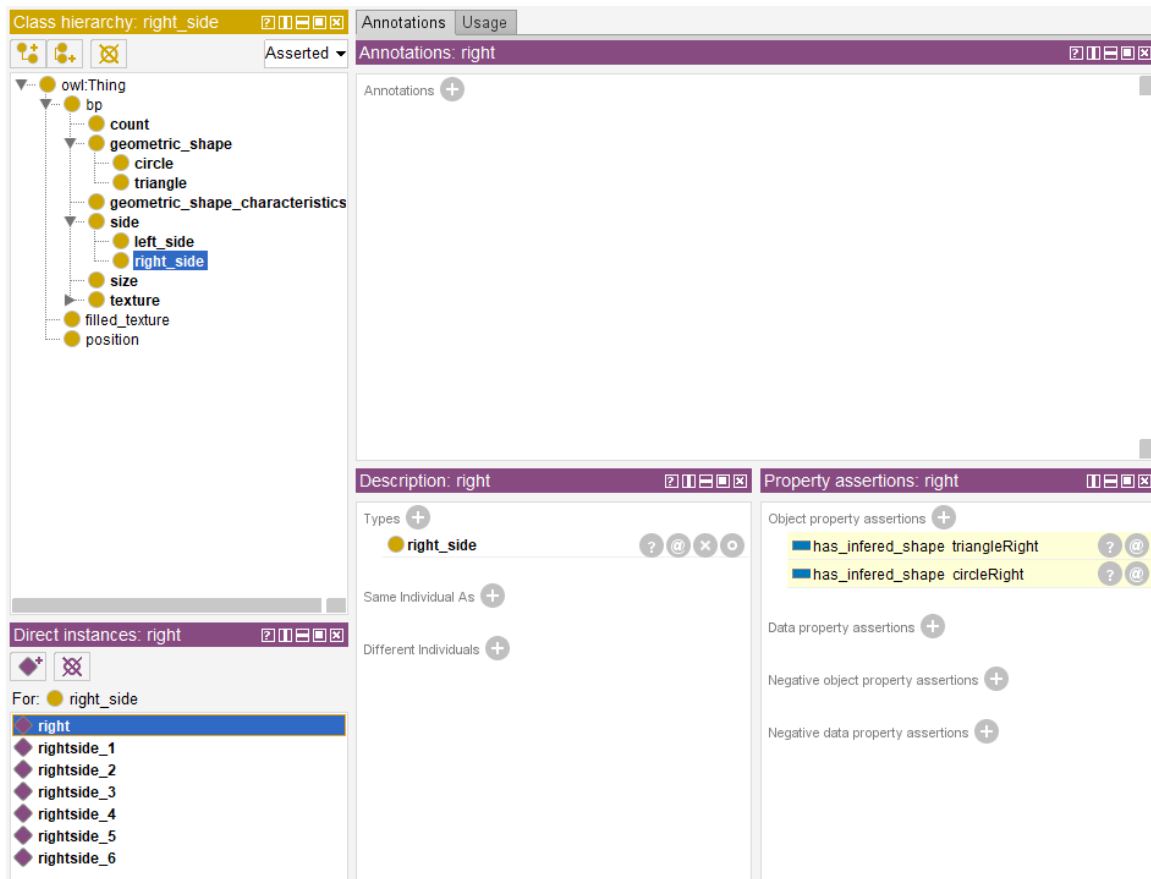 Class hierarchy: right_side
Asserted
owl:Thing
bp
count
geometric_shape
circle
triangle
geometric_shape_characteristics
side
left_side
right_side
size
texture
filled_texture
position
Direct instances: right
For: right_side
right
rightside_1
rightside_2
rightside_3
rightside_4
rightside_5
rightside_6
Annotations Usage
Annotations: right
Annotations
Description: right
Types
right_side
Same Individual As
Different Individuals
Property assertions: right
Object property assertions
has_infered_shape triangleRight
has_infered_shape circleRight
Data property assertions
Negative object property assertions
Negative data property assertions